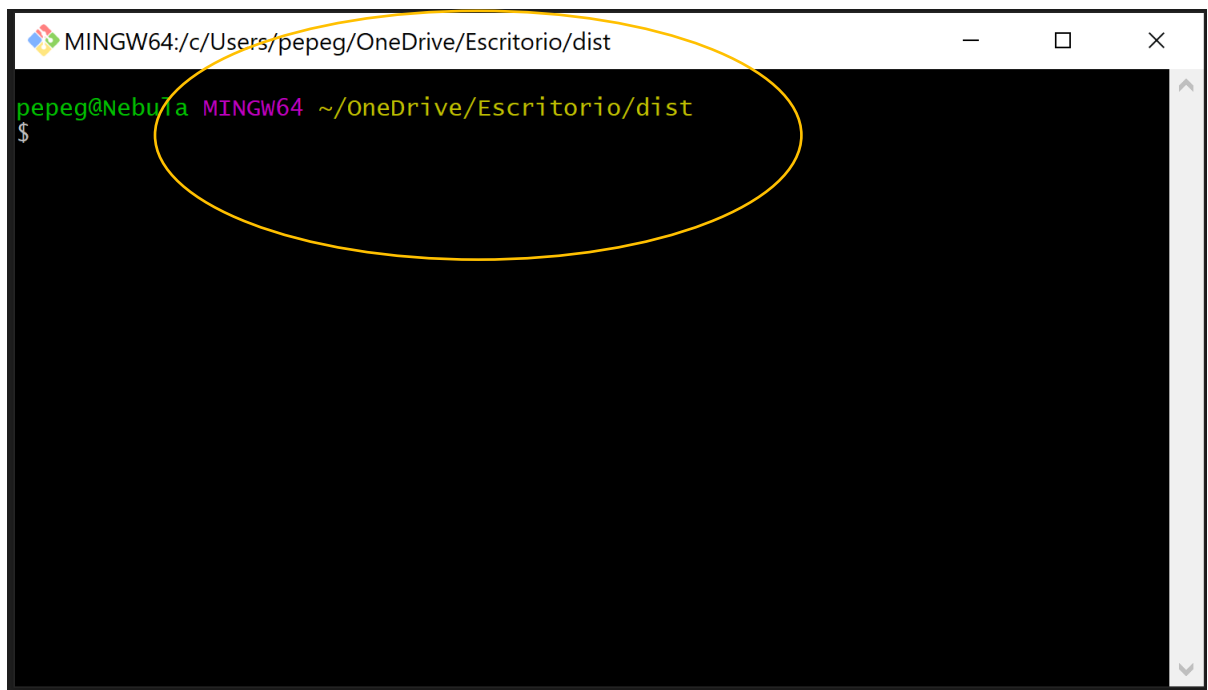 MINGW64:/c/Users/pepeg/OneDrive/Escritorio/dist
pepeg@Nebula MINGW64 ~/OneDrive/Escritorio/dist
$